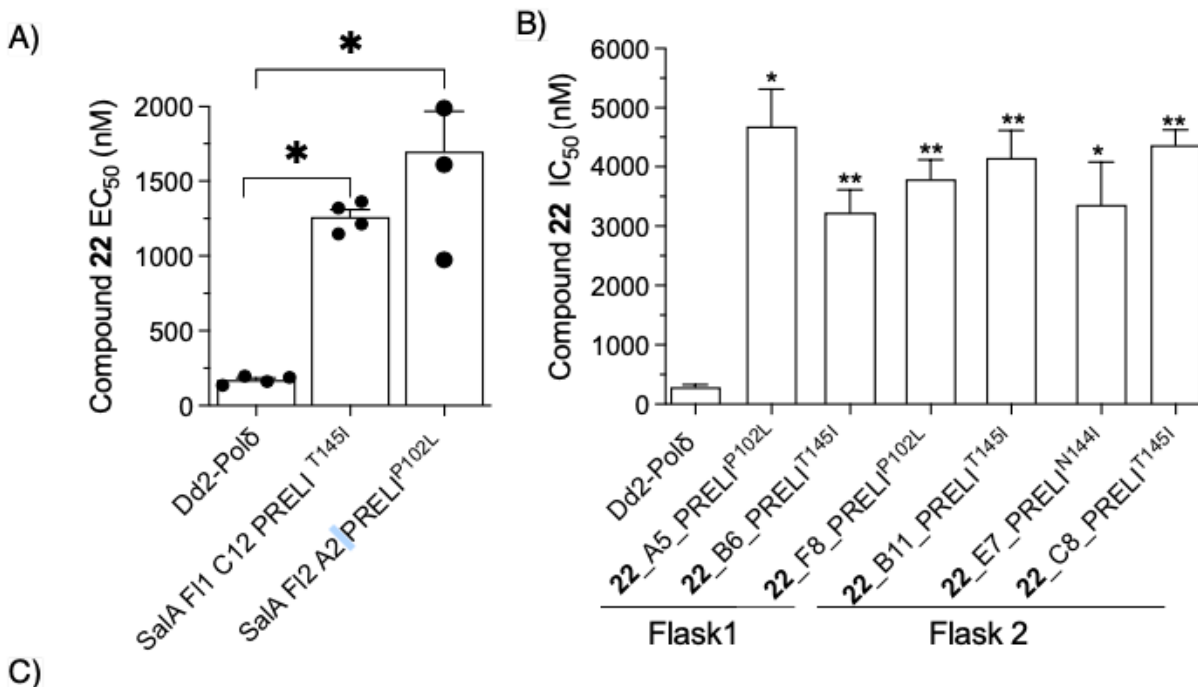 A)
Compound 22 EC50 (nM)
2000
1500
1000
500
0
*
*
Dd2-Polδ
SalA Fl1 C12 PRELI T145I
SalA Fl2 A2 PRELI P102L
B)
Compound 22 IC50 (nM)
6000
5000
4000
3000
2000
1000
0
*
**
**
**
*
**
Dd2-Polδ
22_A5_PRELI P102L
22_B6_PRELI T145I
22_F8_PRELI P102L
22_B11_PRELI T145I
22_E7_PRELI N144I
22_C8_PRELI T145I
Flask1
Flask 2
C)